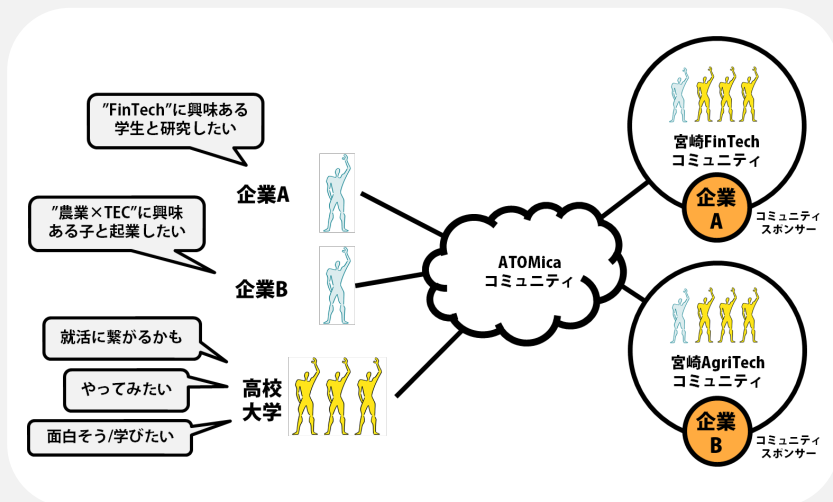 ”FinTech”に興味ある
学生と研究したい
企業A
”農業×TEC”に興味
ある子と起業したい
企業B
就活に繋がるかも
やってみたい
面白そう/学びたい
高校
大学
ATOMica
コミュニティ
宮崎FinTech
コミュニティ
企業
A
コミュニティ
スポンサー
宮崎AgriTech
コミュニティ
企業
B
コミュニティ
スポンサー